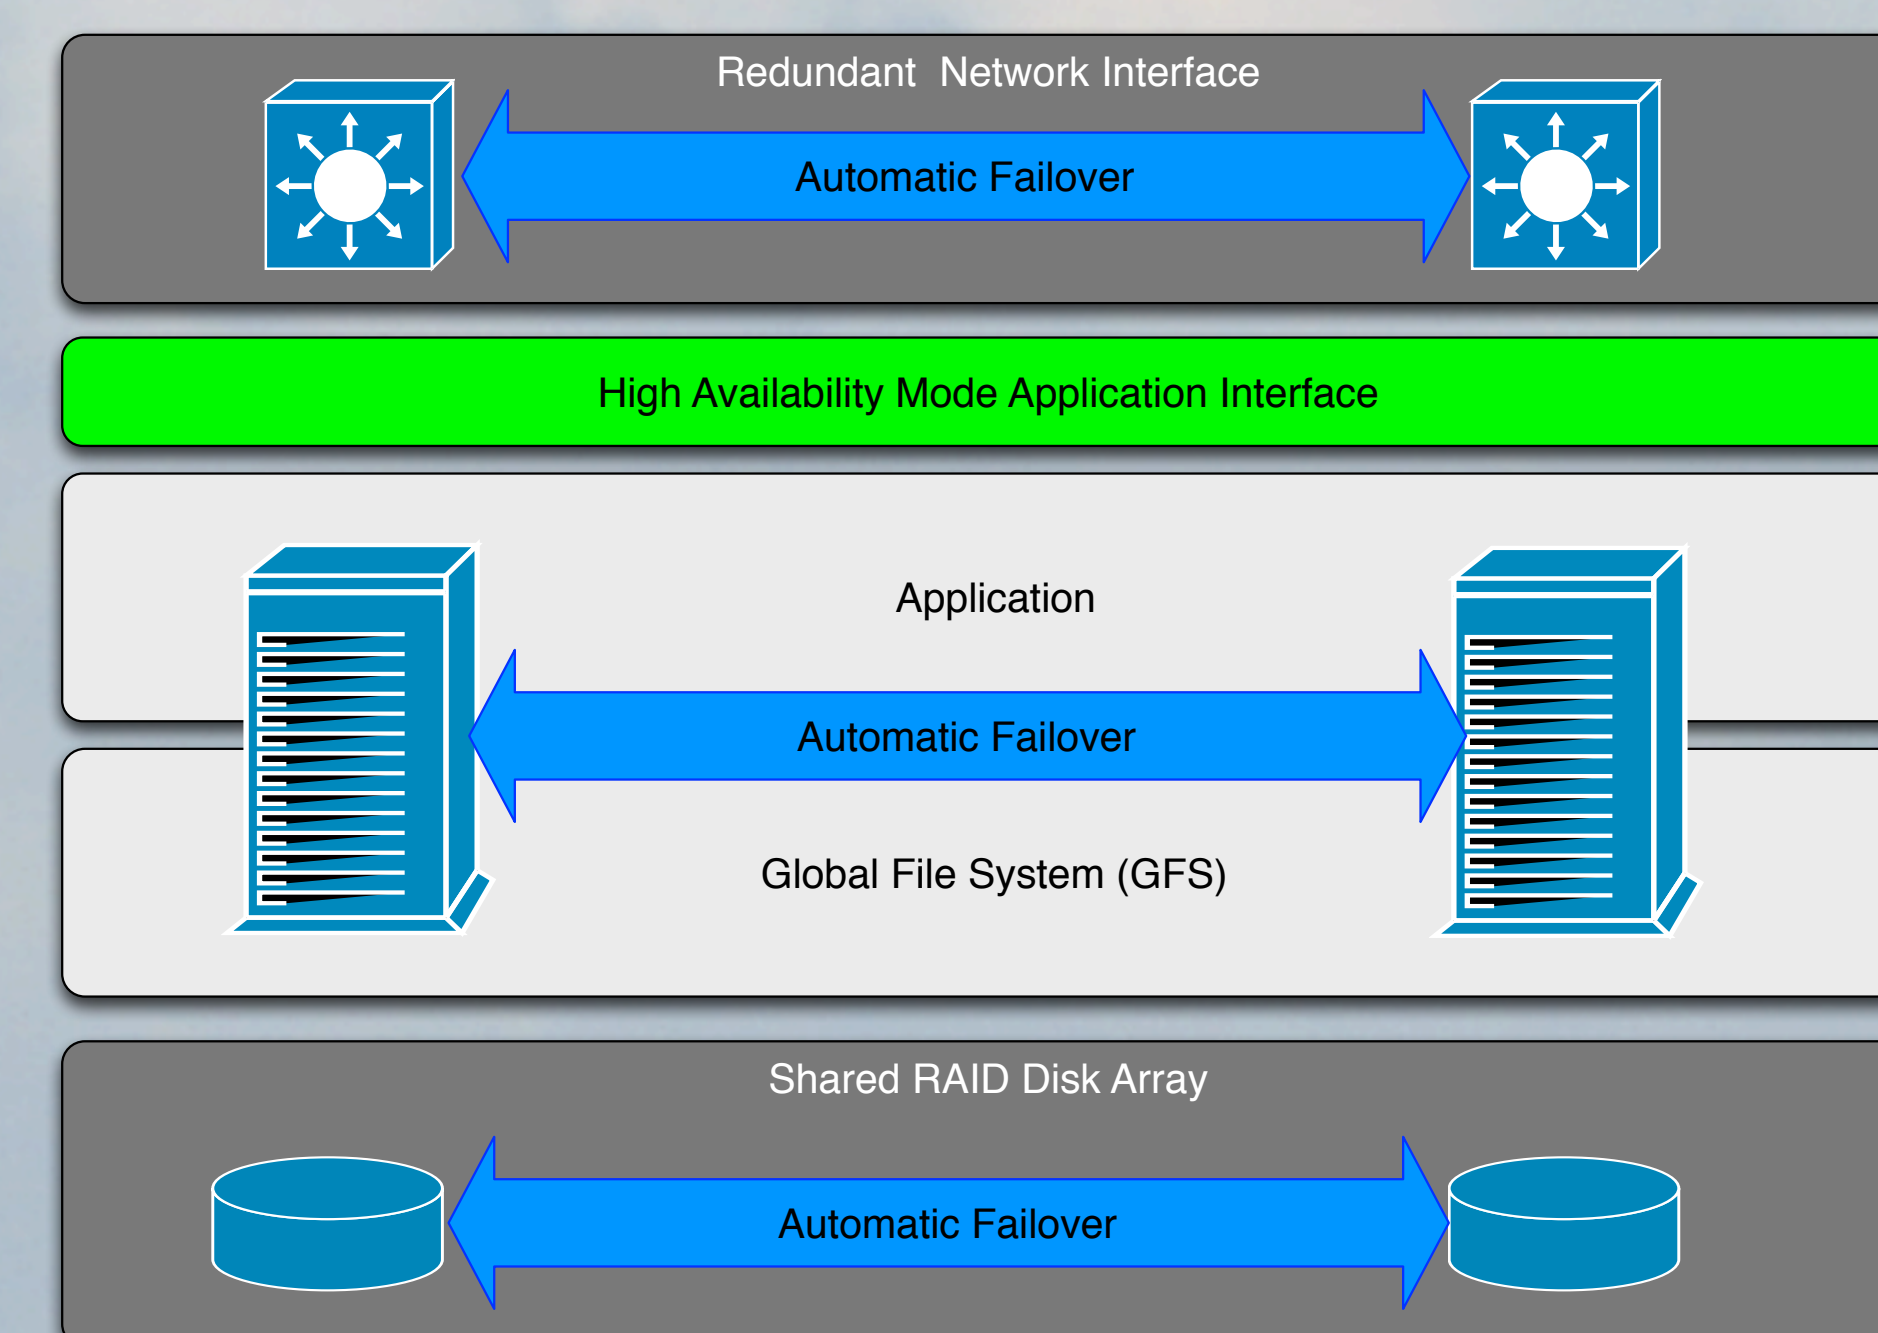 Redundant  Network Interface
Automatic Failover
High Availability Mode Application Interface
Application
Automatic Failover
Global File System (GFS)
Shared RAID Disk Array
Automatic Failover